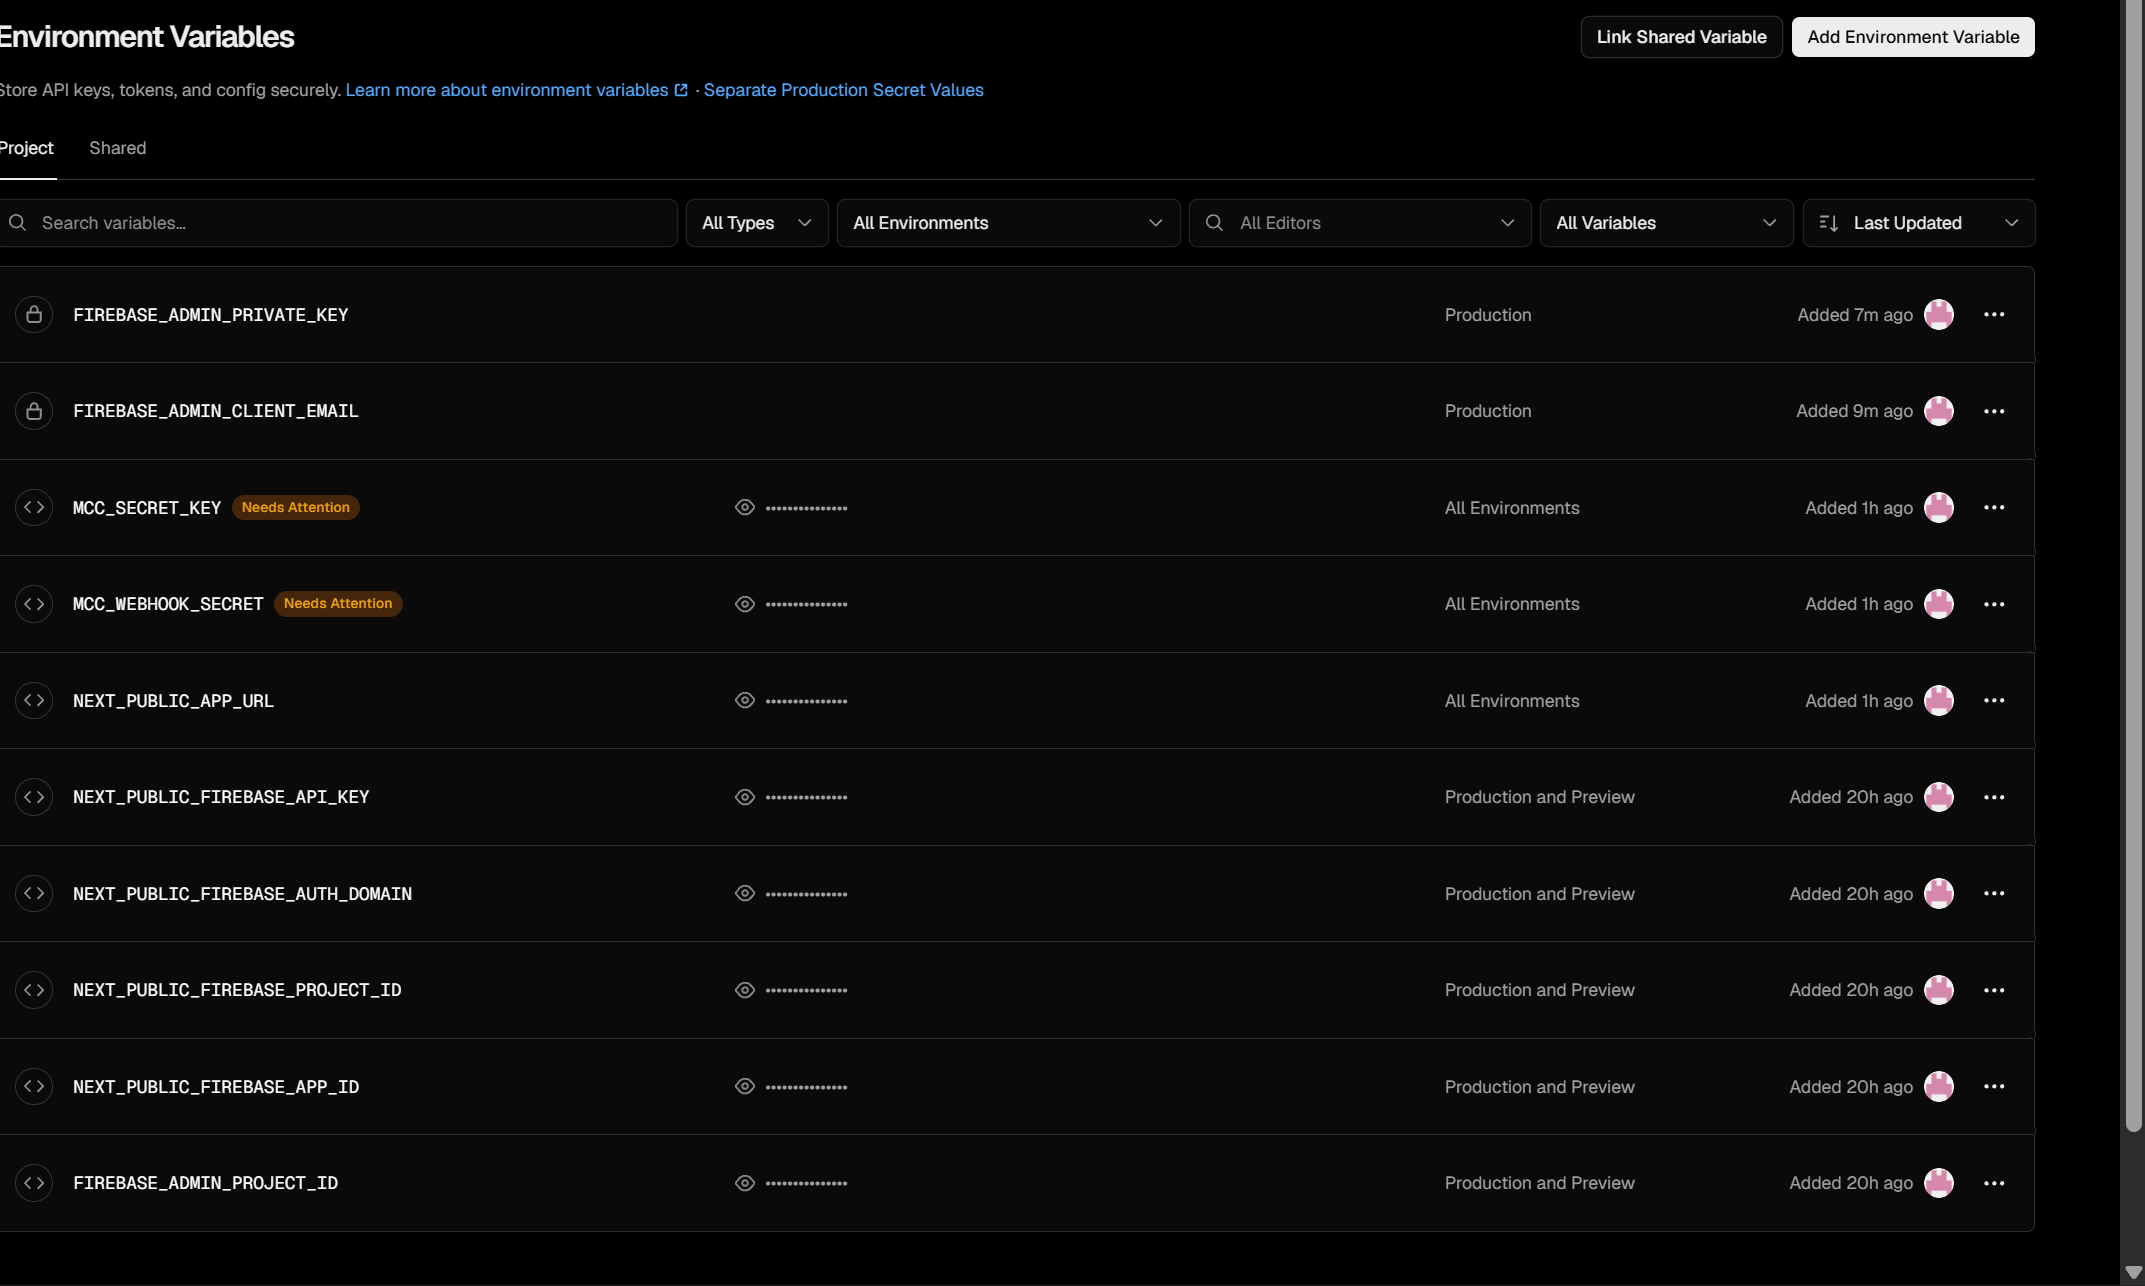 Environment Variables
Link Shared Variable
Add Environment Variable
Store API keys, tokens, and config securely. Learn more about environment variables · Separate Production Secret Values
Project
Shared
Search variables...
All Types
All Environments
All Editors
All Variables
Last Updated
FIREBASE_ADMIN_PRIVATE_KEY Production Added 7m ago
FIREBASE_ADMIN_CLIENT_EMAIL Production Added 9m ago
MCC_SECRET_KEY Needs Attention ••••••••••••••• All Environments Added 1h ago
MCC_WEBHOOK_SECRET Needs Attention ••••••••••••••• All Environments Added 1h ago
NEXT_PUBLIC_APP_URL ••••••••••••••• All Environments Added 1h ago
NEXT_PUBLIC_FIREBASE_API_KEY ••••••••••••••• Production and Preview Added 20h ago
NEXT_PUBLIC_FIREBASE_AUTH_DOMAIN ••••••••••••••• Production and Preview Added 20h ago
NEXT_PUBLIC_FIREBASE_PROJECT_ID ••••••••••••••• Production and Preview Added 20h ago
NEXT_PUBLIC_FIREBASE_APP_ID ••••••••••••••• Production and Preview Added 20h ago
FIREBASE_ADMIN_PROJECT_ID ••••••••••••••• Production and Preview Added 20h ago